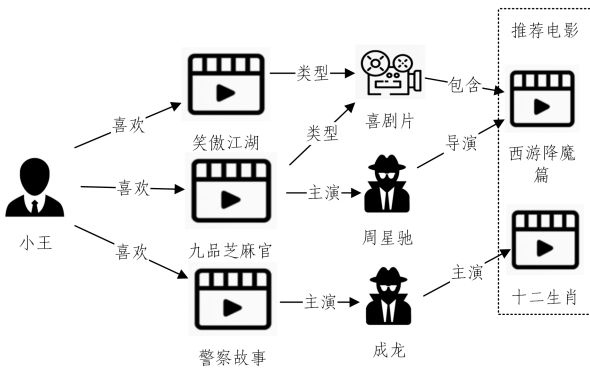 推荐电影
类型
包含
喜欢
笑傲江湖
类型
喜剧片
导演
西游降魔
篇
喜欢
主演
小王
九品芝麻官
周星驰
喜欢
主演
主演
十二生肖
警察故事
成龙